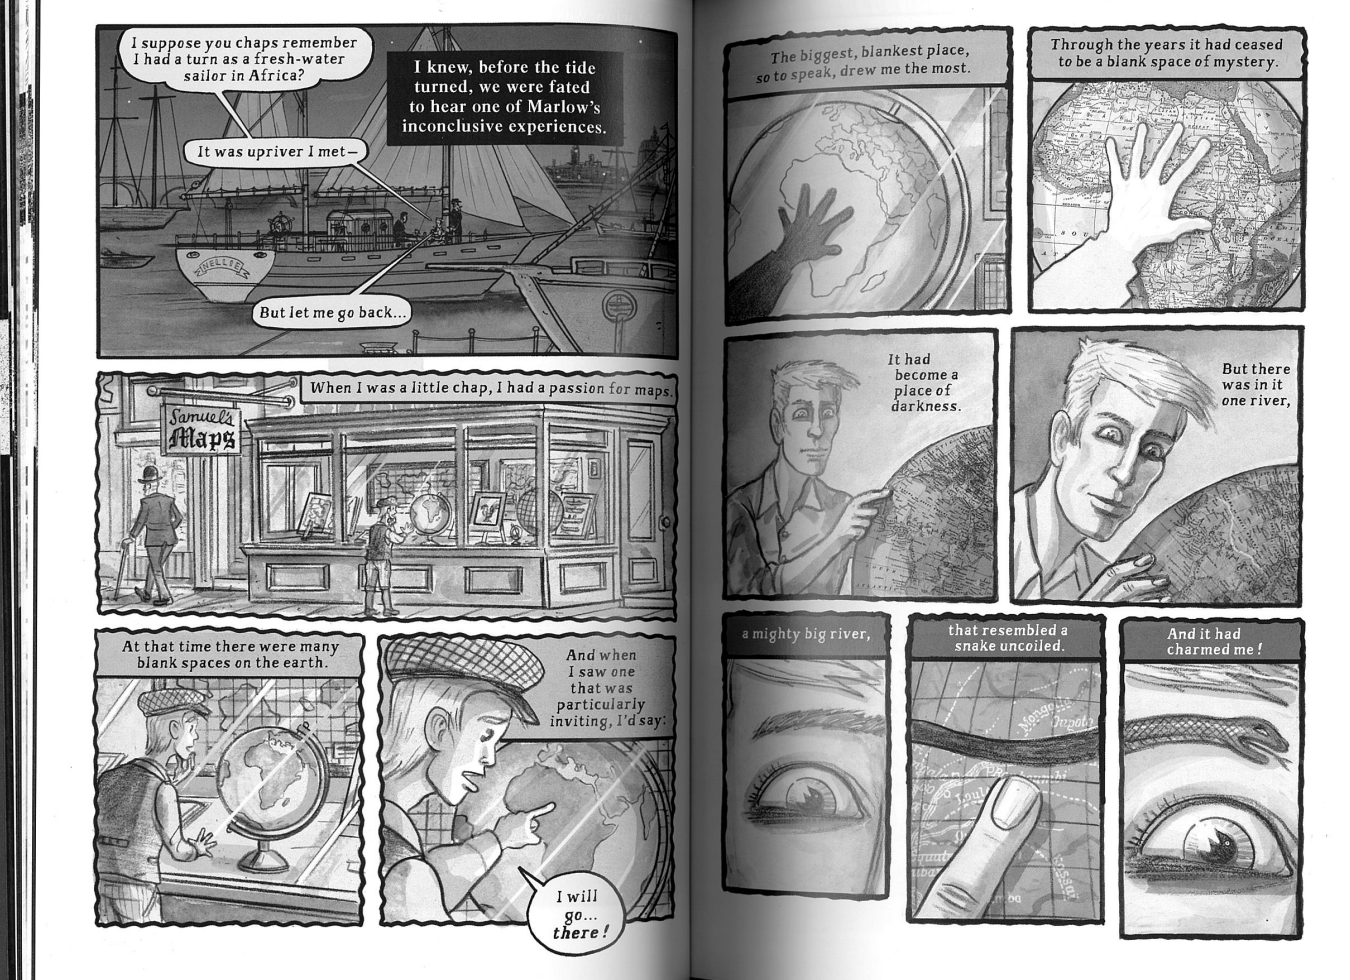 I suppose you chaps remember
I had a turn as a fresh-water
sailor in Africa?
I knew, before the tide
turned, we were fated
to hear one of Marlow's
inconclusive experiences.
It was upriver I met—
NELLIE
But let me go back...
When I was a little chap, I had a passion for maps.
Samuel's
Maps
At that time there were many
blank spaces on the earth.
And when
I saw one
that was
particularly
inviting, I'd say:
I will
go...
there!
The biggest, blankest place,
so to speak, drew me the most.
Through the years it had ceased
to be a blank space of mystery.
It had
become a
place of
darkness.
But there
was in it
one river,
a mighty big river,
that resembled a
snake uncoiled.
And it had
charmed me!